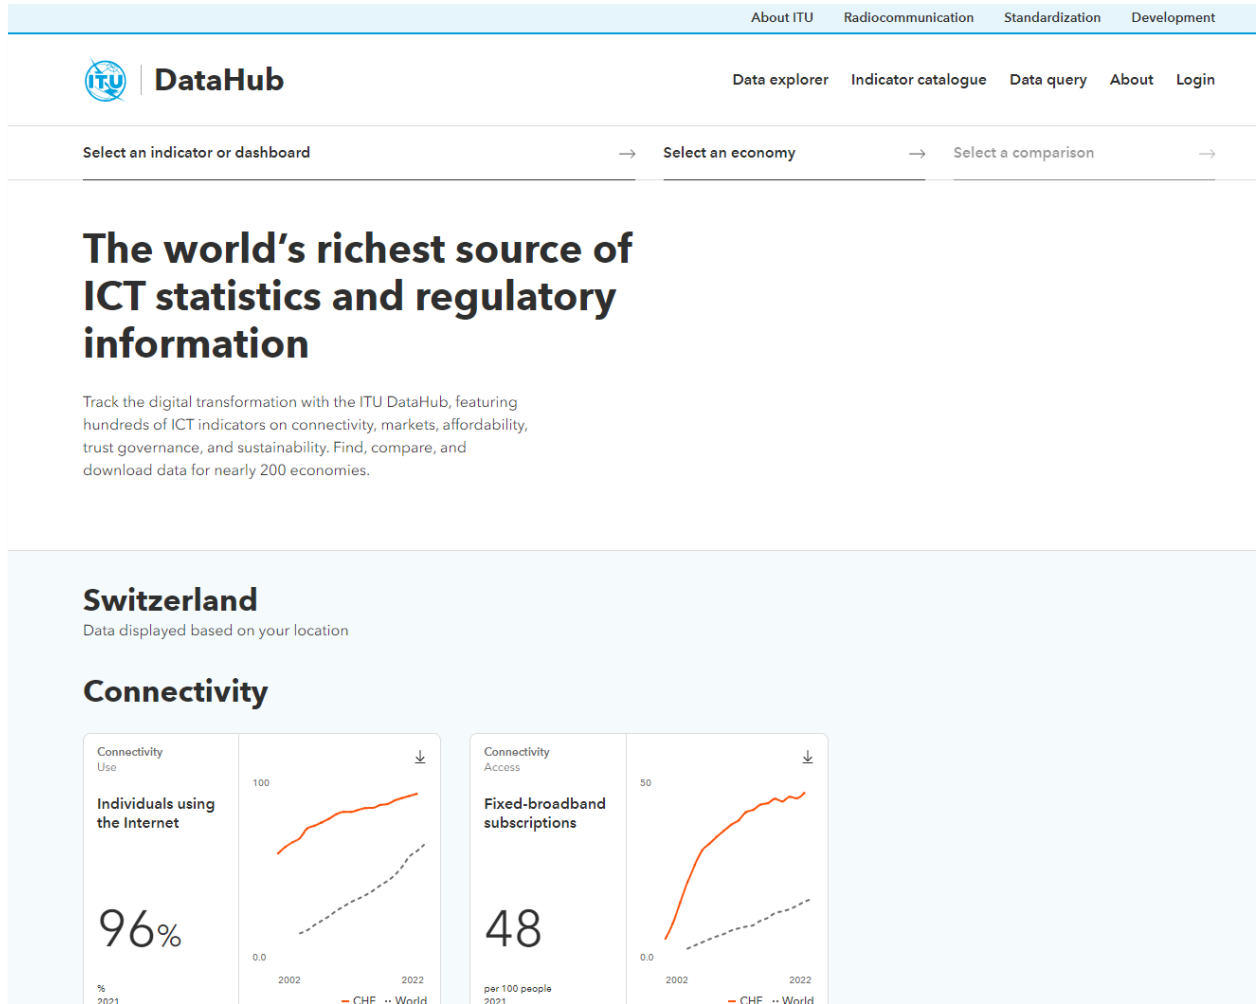 About ITU Radiocommunication Standardization Development
ITU DataHub
Data explorer Indicator catalogue Data query About Login
Select an indicator or dashboard → Select an economy → Select a comparison →
The world’s richest source of
ICT statistics and regulatory
information
Track the digital transformation with the ITU DataHub, featuring
hundreds of ICT indicators on connectivity, markets, affordability,
trust governance, and sustainability. Find, compare, and
download data for nearly 200 economies.
Switzerland
Data displayed based on your location
Connectivity
Connectivity
Use
Individuals using
the Internet
96%
%
2021
100
0.0
2002 2022
CHE World
Connectivity
Access
Fixed-broadband
subscriptions
48
per 100 people
2021
50
0.0
2002 2022
CHE World